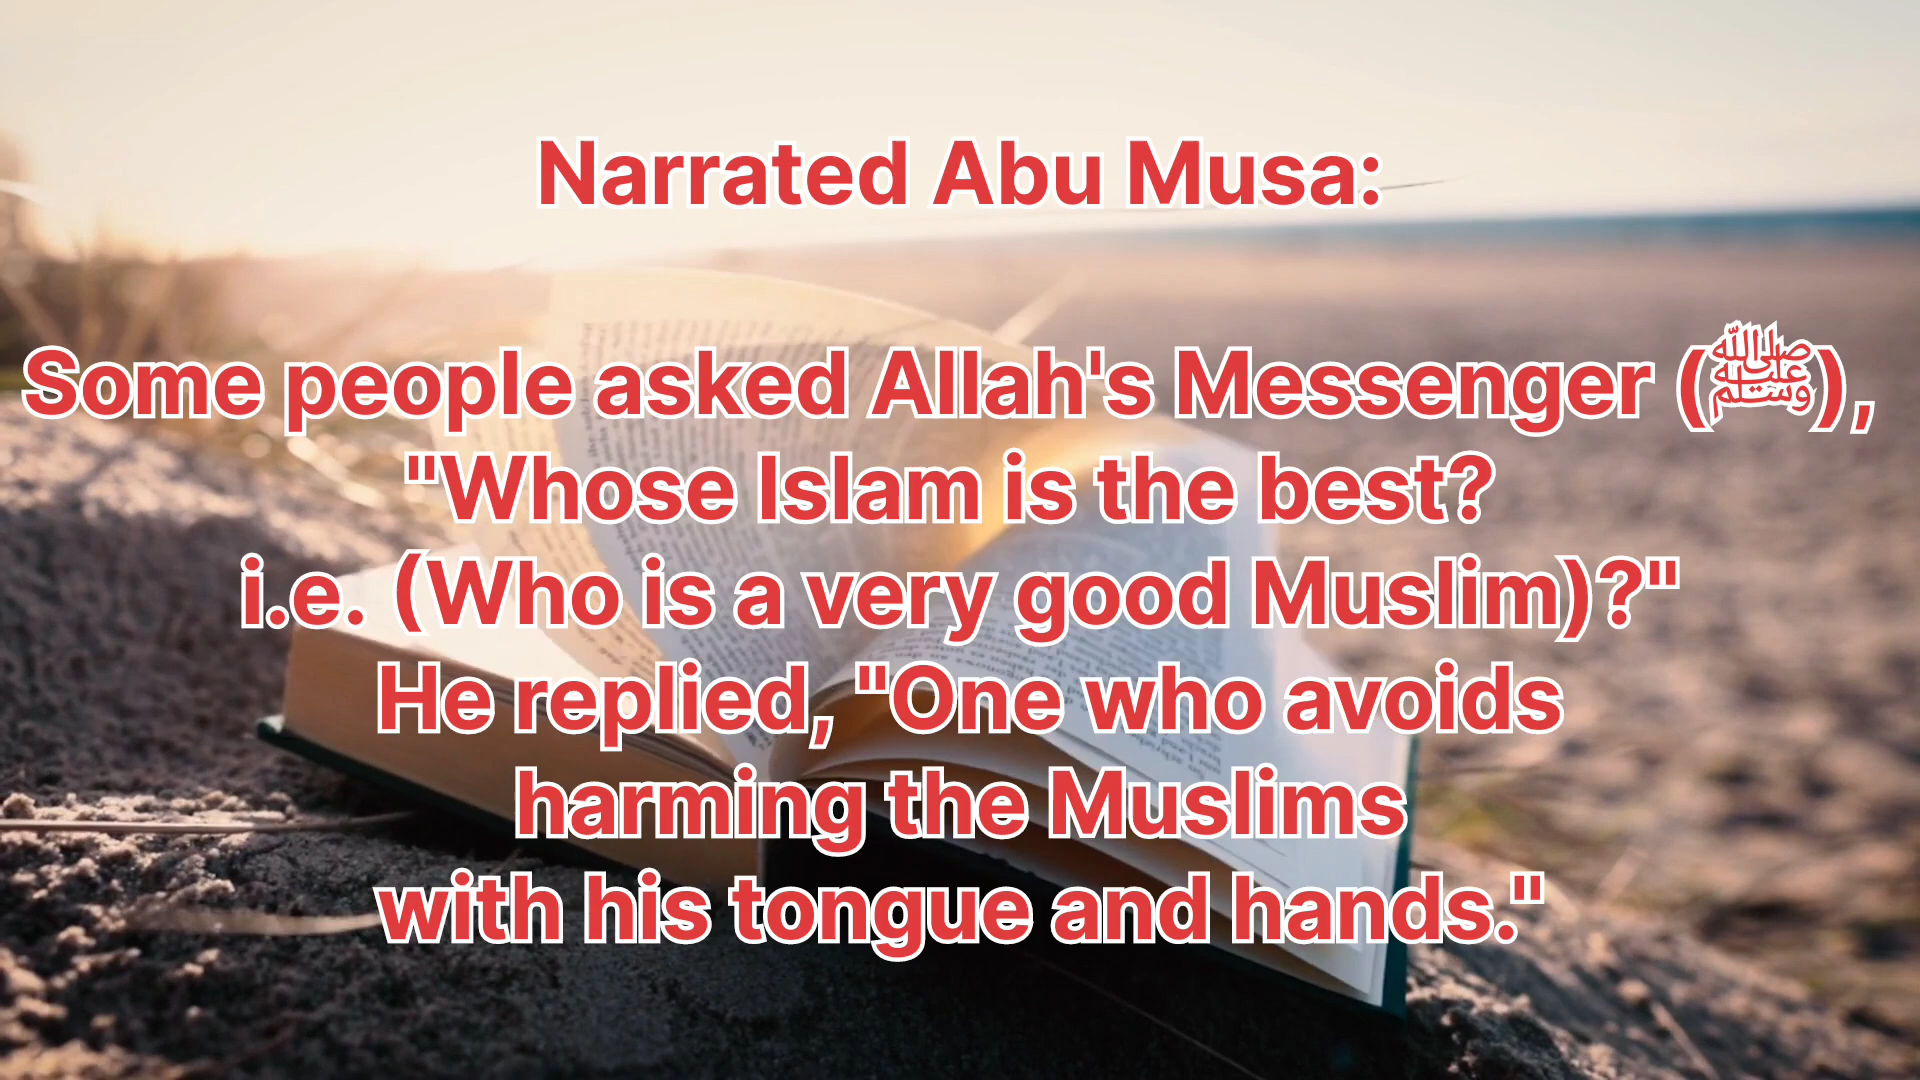 Narrated Abu Musa:
Some people asked Allah's Messenger (ﷺ),
"Whose Islam is the best?
i.e. (Who is a very good Muslim)?"
He replied, "One who avoids
harming the Muslims
with his tongue and hands."